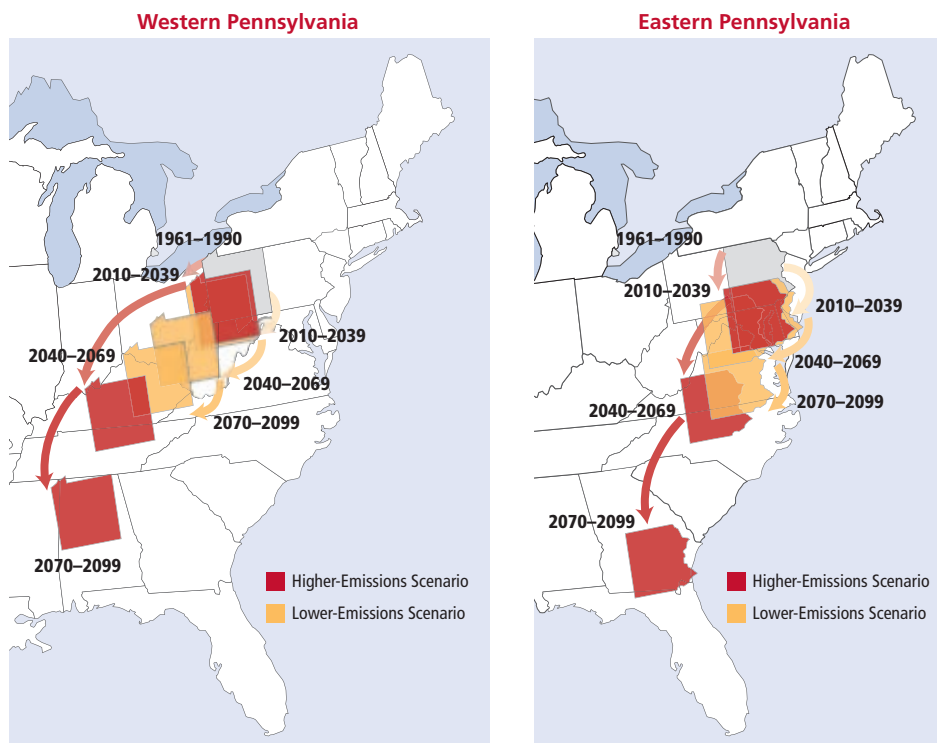 Western Pennsylvania
1961–1990
2010–2039
2010–2039
2040–2069
2040–2069
2070–2099
2070–2099
Higher-Emissions Scenario
Lower-Emissions Scenario
Eastern Pennsylvania
1961–1990
2010–2039
2010–2039
2040–2069
2070–2099
2040–2069
2070–2099
Higher-Emissions Scenario
Lower-Emissions Scenario